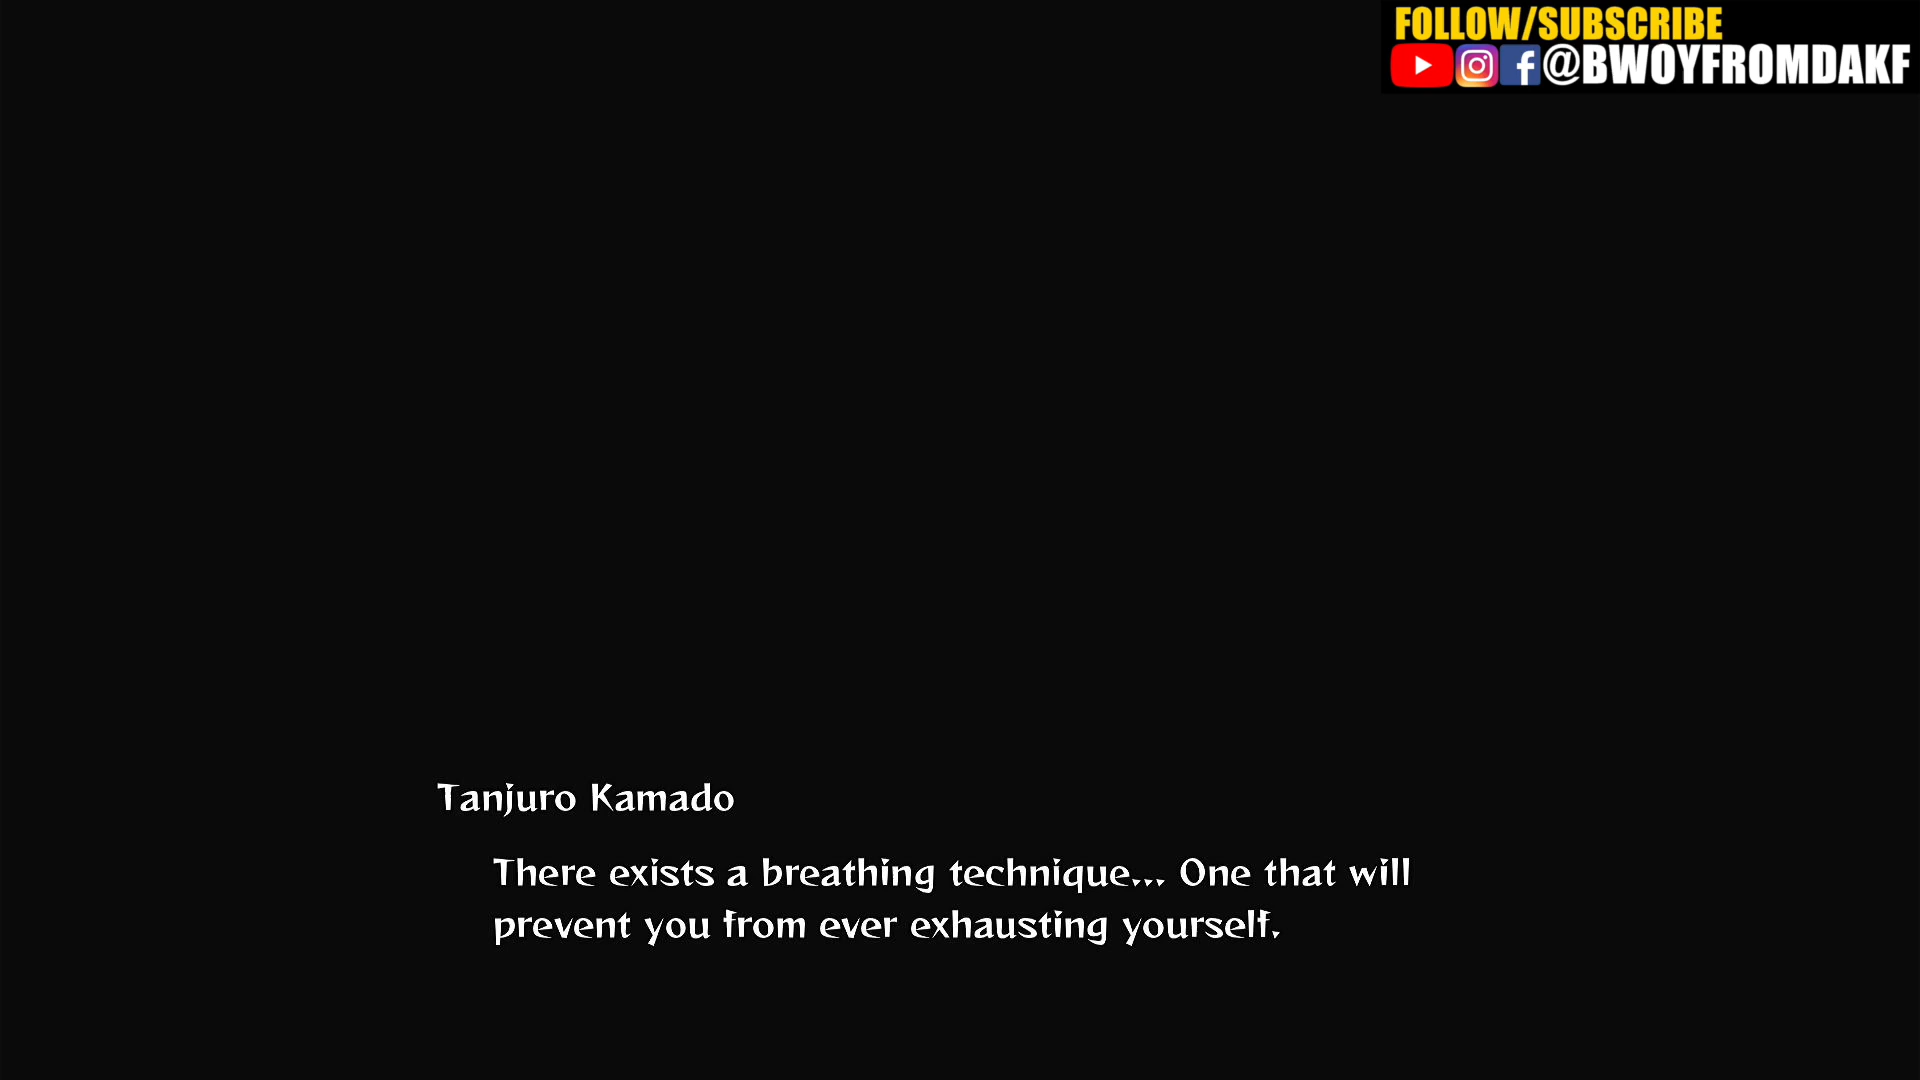 FOLLOW/SUBSCRIBE
@BWOYFROMDAKF
Tanjuro Kamado
There exists a breathing technique... One that will
prevent you from ever exhausting yourself.